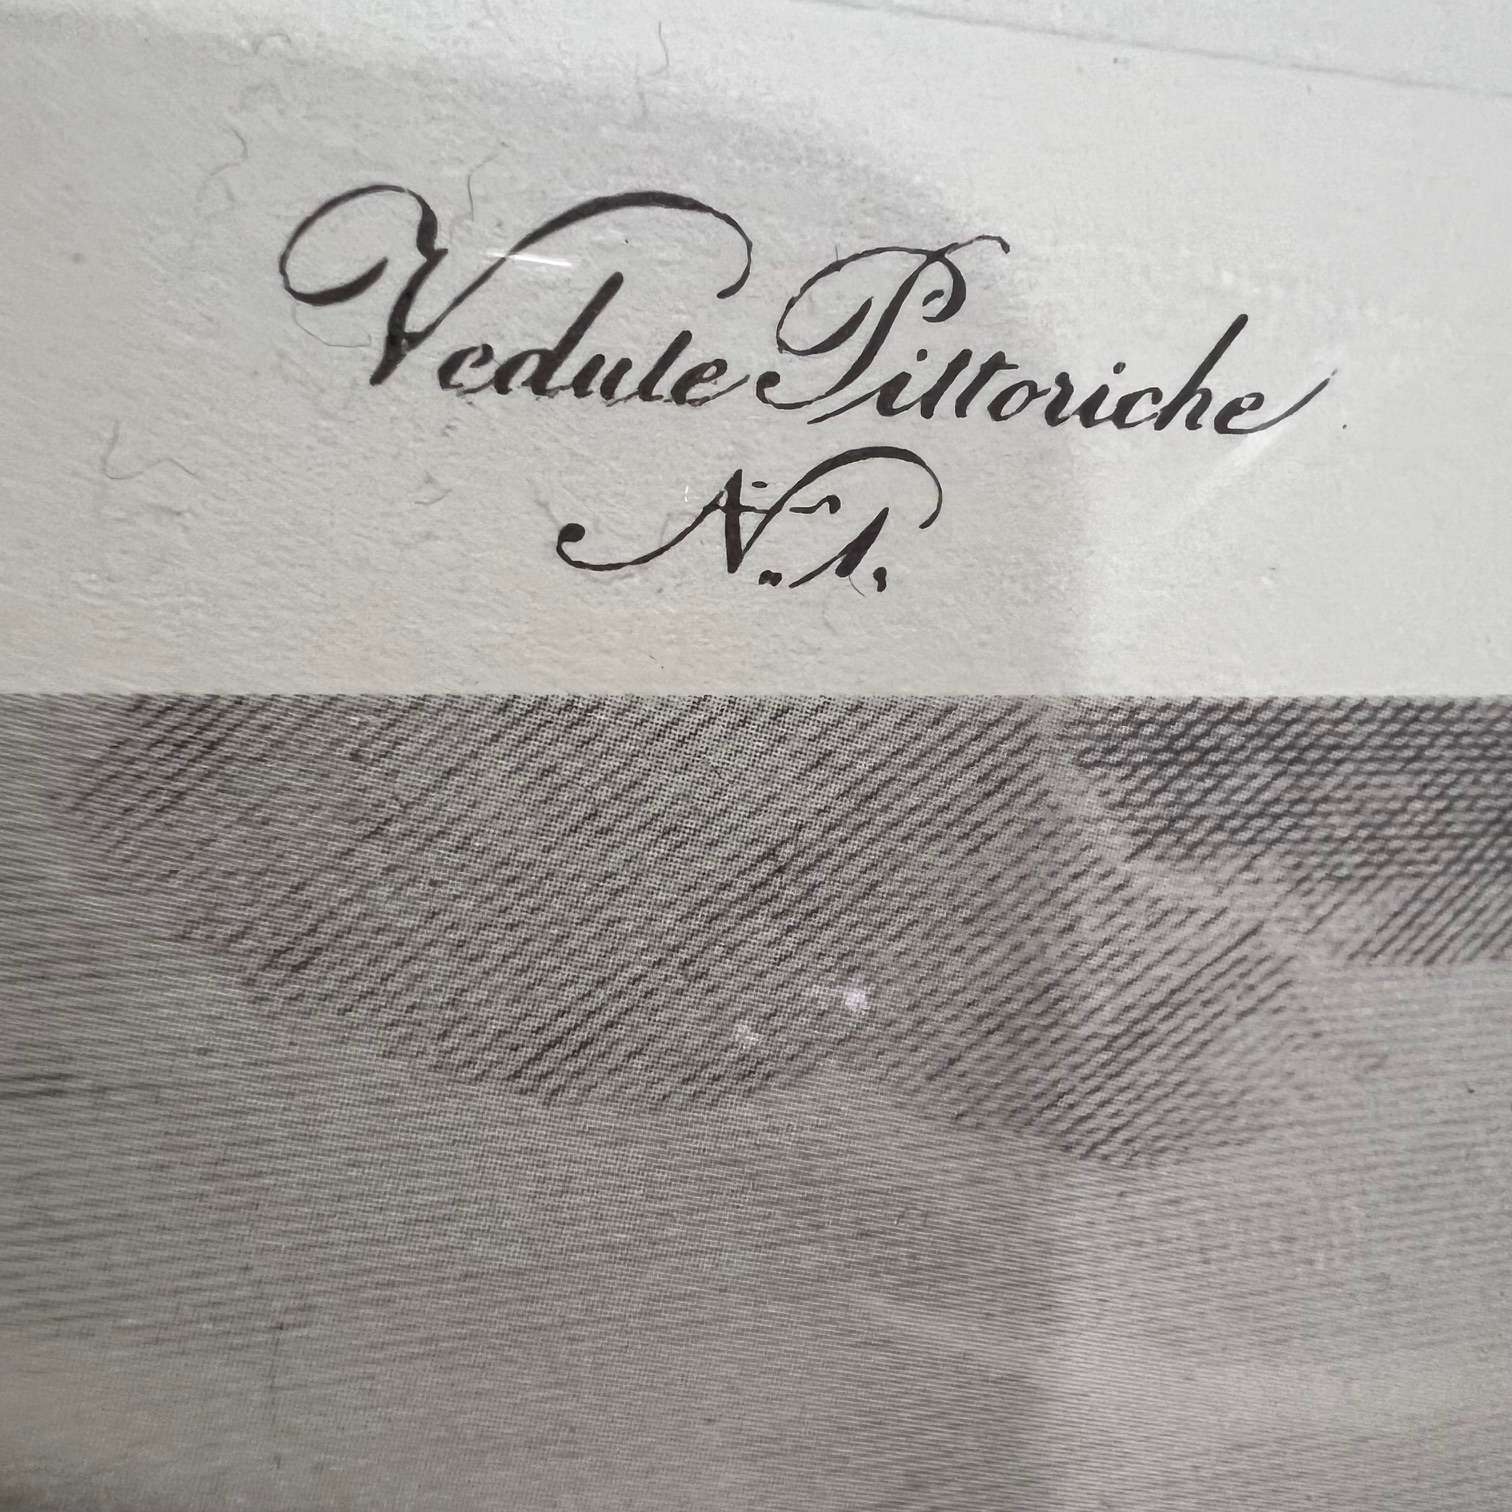 Vedute Pittoriche
N. 1.